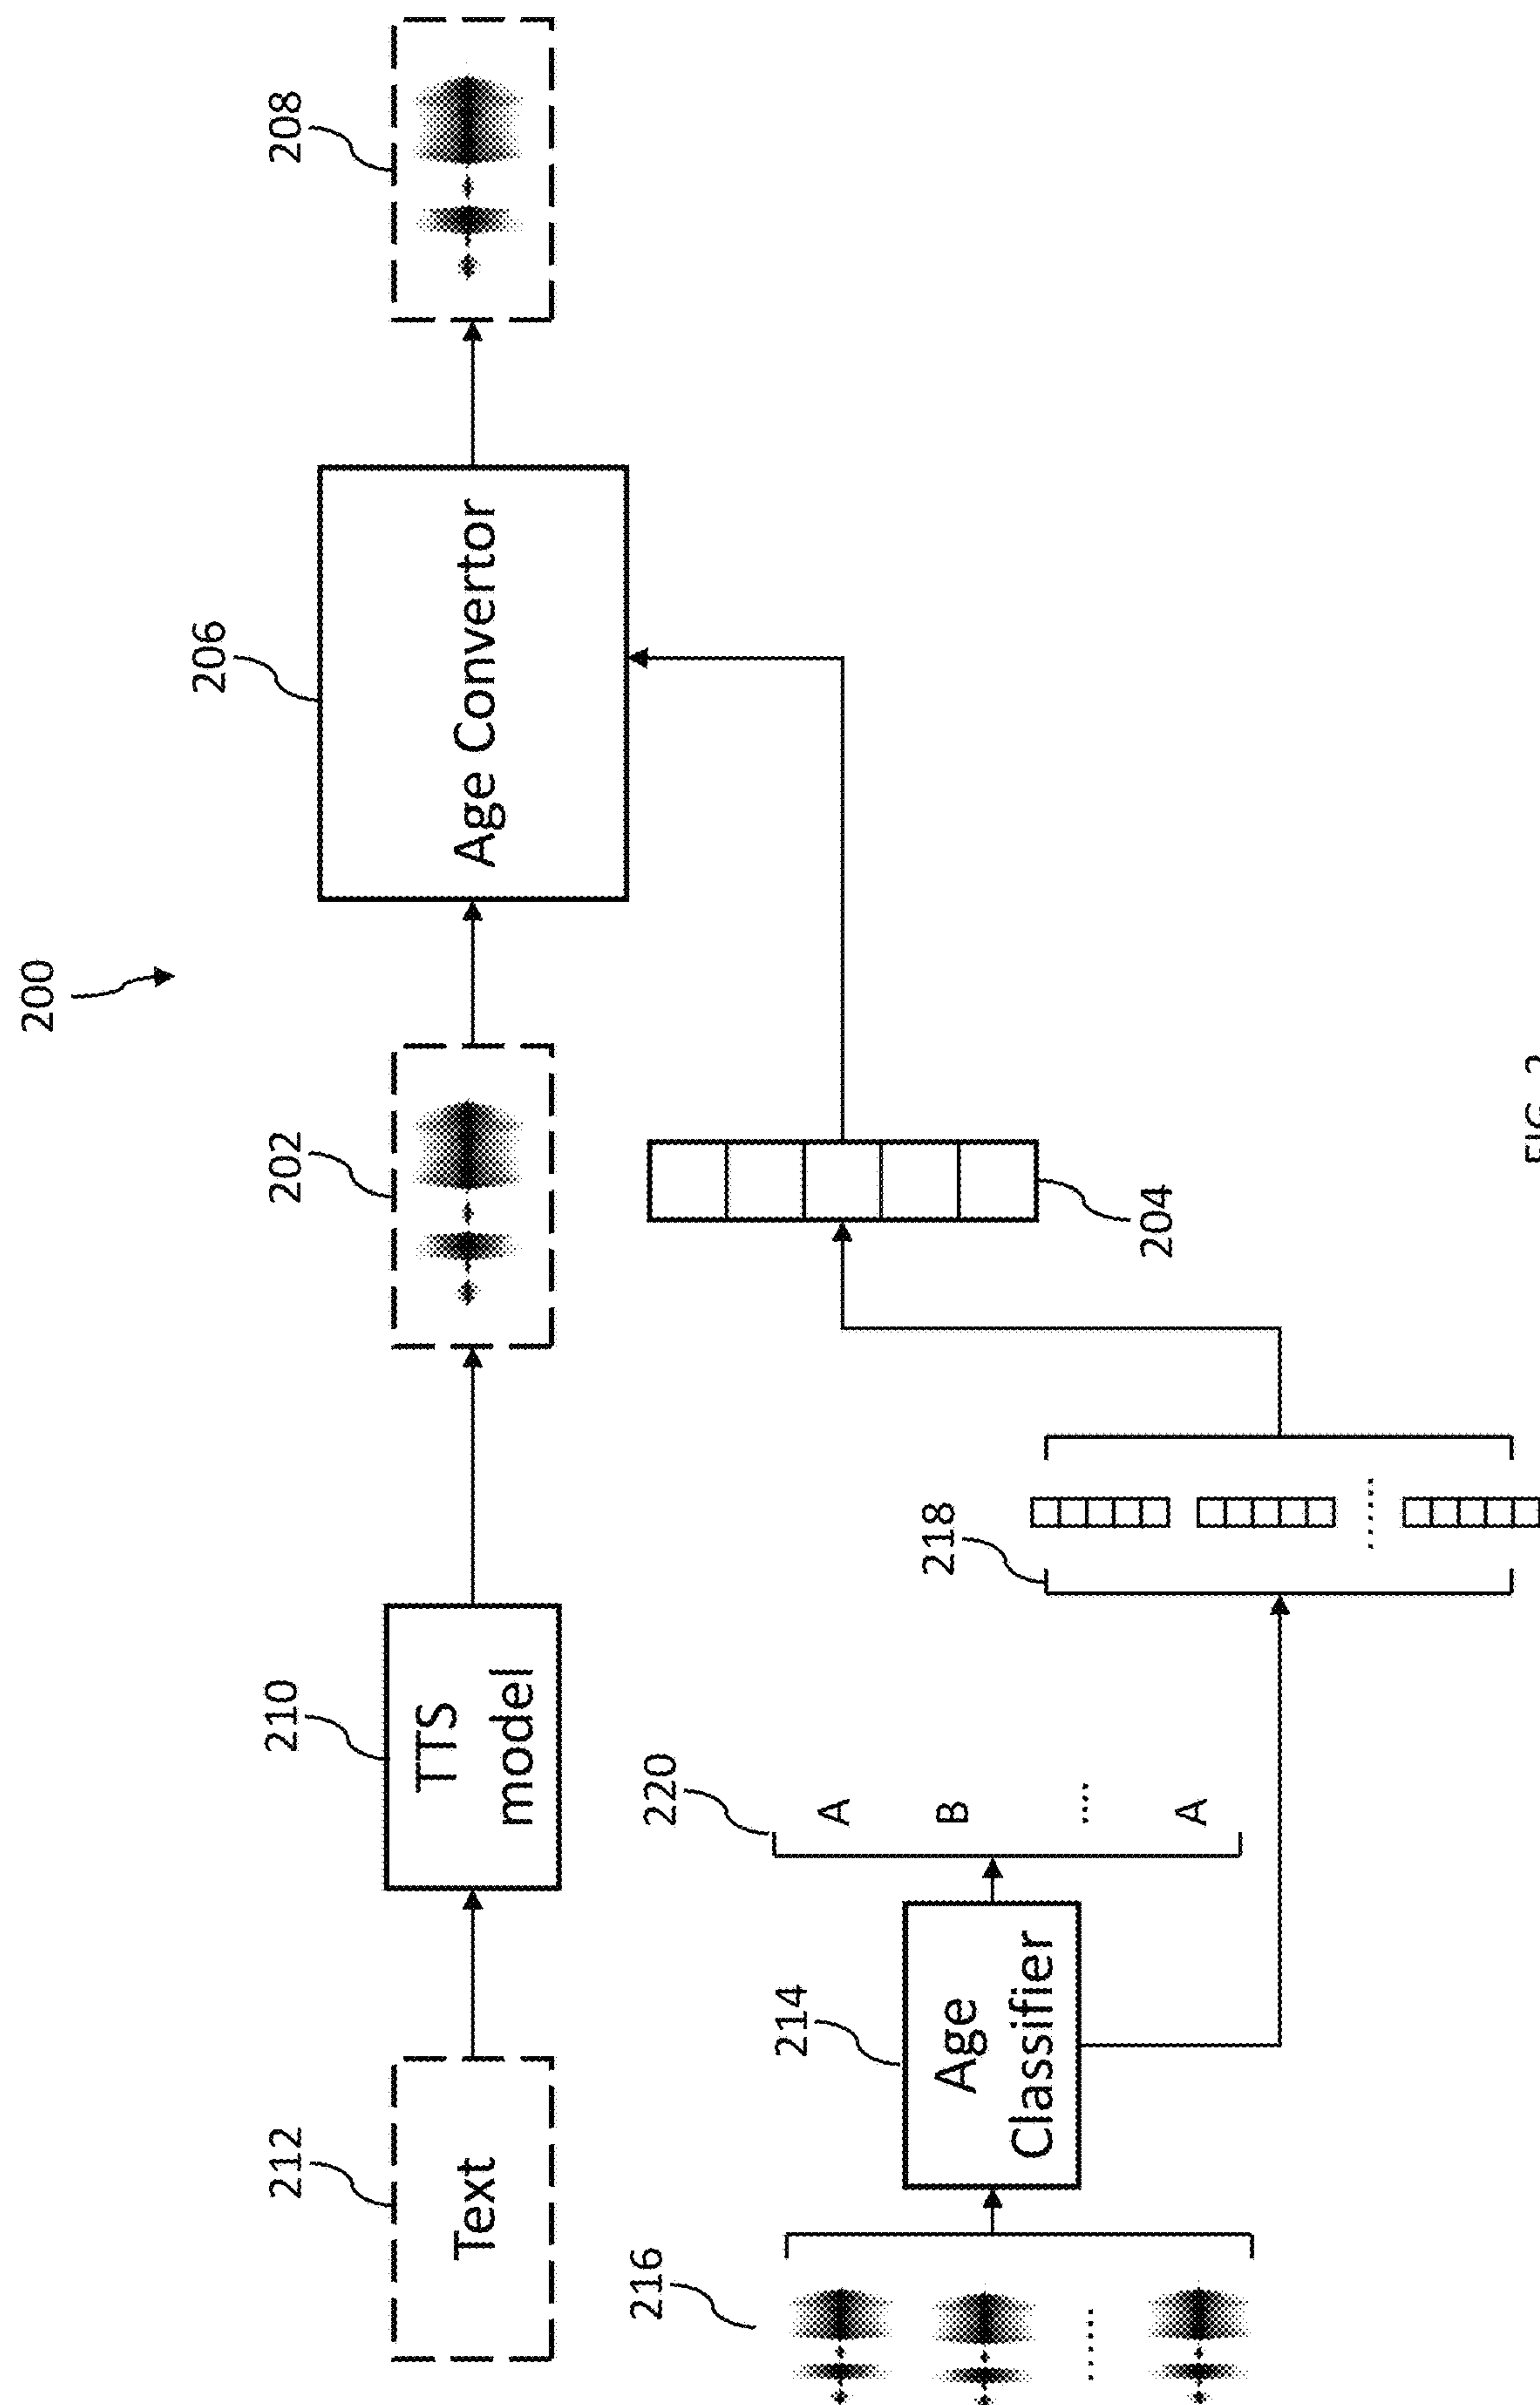 200
212
Text
210
TTS
model
202
206
Age Convertor
208
216
214
Age
Classifier
220
A
B
.....
A
218
......
204
......